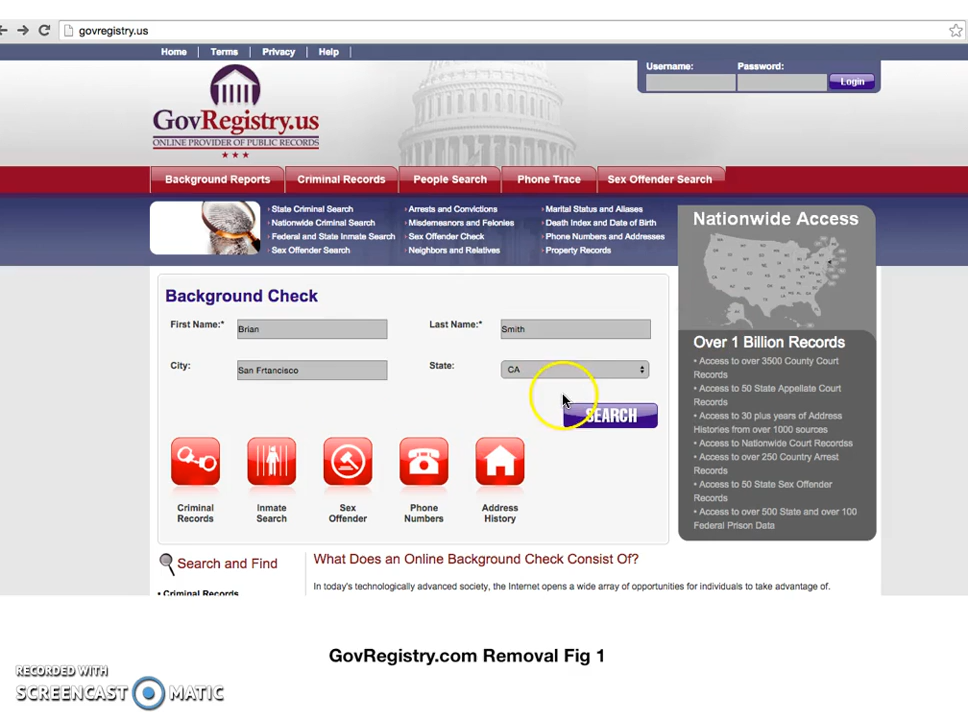 govregistry.us
Home Terms Privacy Help
Username: Password:
Login
GovRegistry.us
ONLINE PROVIDER OF PUBLIC RECORDS
Background Reports Criminal Records People Search Phone Trace Sex Offender Search
State Criminal Search
Nationwide Criminal Search
Federal and State Inmate Search
Sex Offender Search
Arrests and Convictions
Misdemeanors and Felonies
Sex Offender Check
Neighbors and Relatives
Marital Status and Aliases
Death Index and Date of Birth
Phone Numbers and Addresses
Property Records
Nationwide Access
Over 1 Billion Records
• Access to over 3500 County Court
Records
• Access to 50 State Appellate Court
Records
• Access to 30 plus years of Address
Histories from over 1000 sources
• Access to Nationwide Court Recordss
• Access to over 250 Country Arrest
Records
• Access to 50 State Sex Offender
Records
• Access to over 500 State and over 100
Federal Prison Data
Background Check
First Name:* Brian Last Name:* Smith
City: San Frtancisco State: CA
SEARCH
Criminal
Records
Inmate
Search
Sex
Offender
Phone
Numbers
Address
History
Search and Find
• Criminal Records
What Does an Online Background Check Consist Of?
In today's technologically advanced society, the Internet opens a wide array of opportunities for individuals to take advantage of.
GovRegistry.com Removal Fig 1
RECORDED WITH
SCREENCAST MATIC